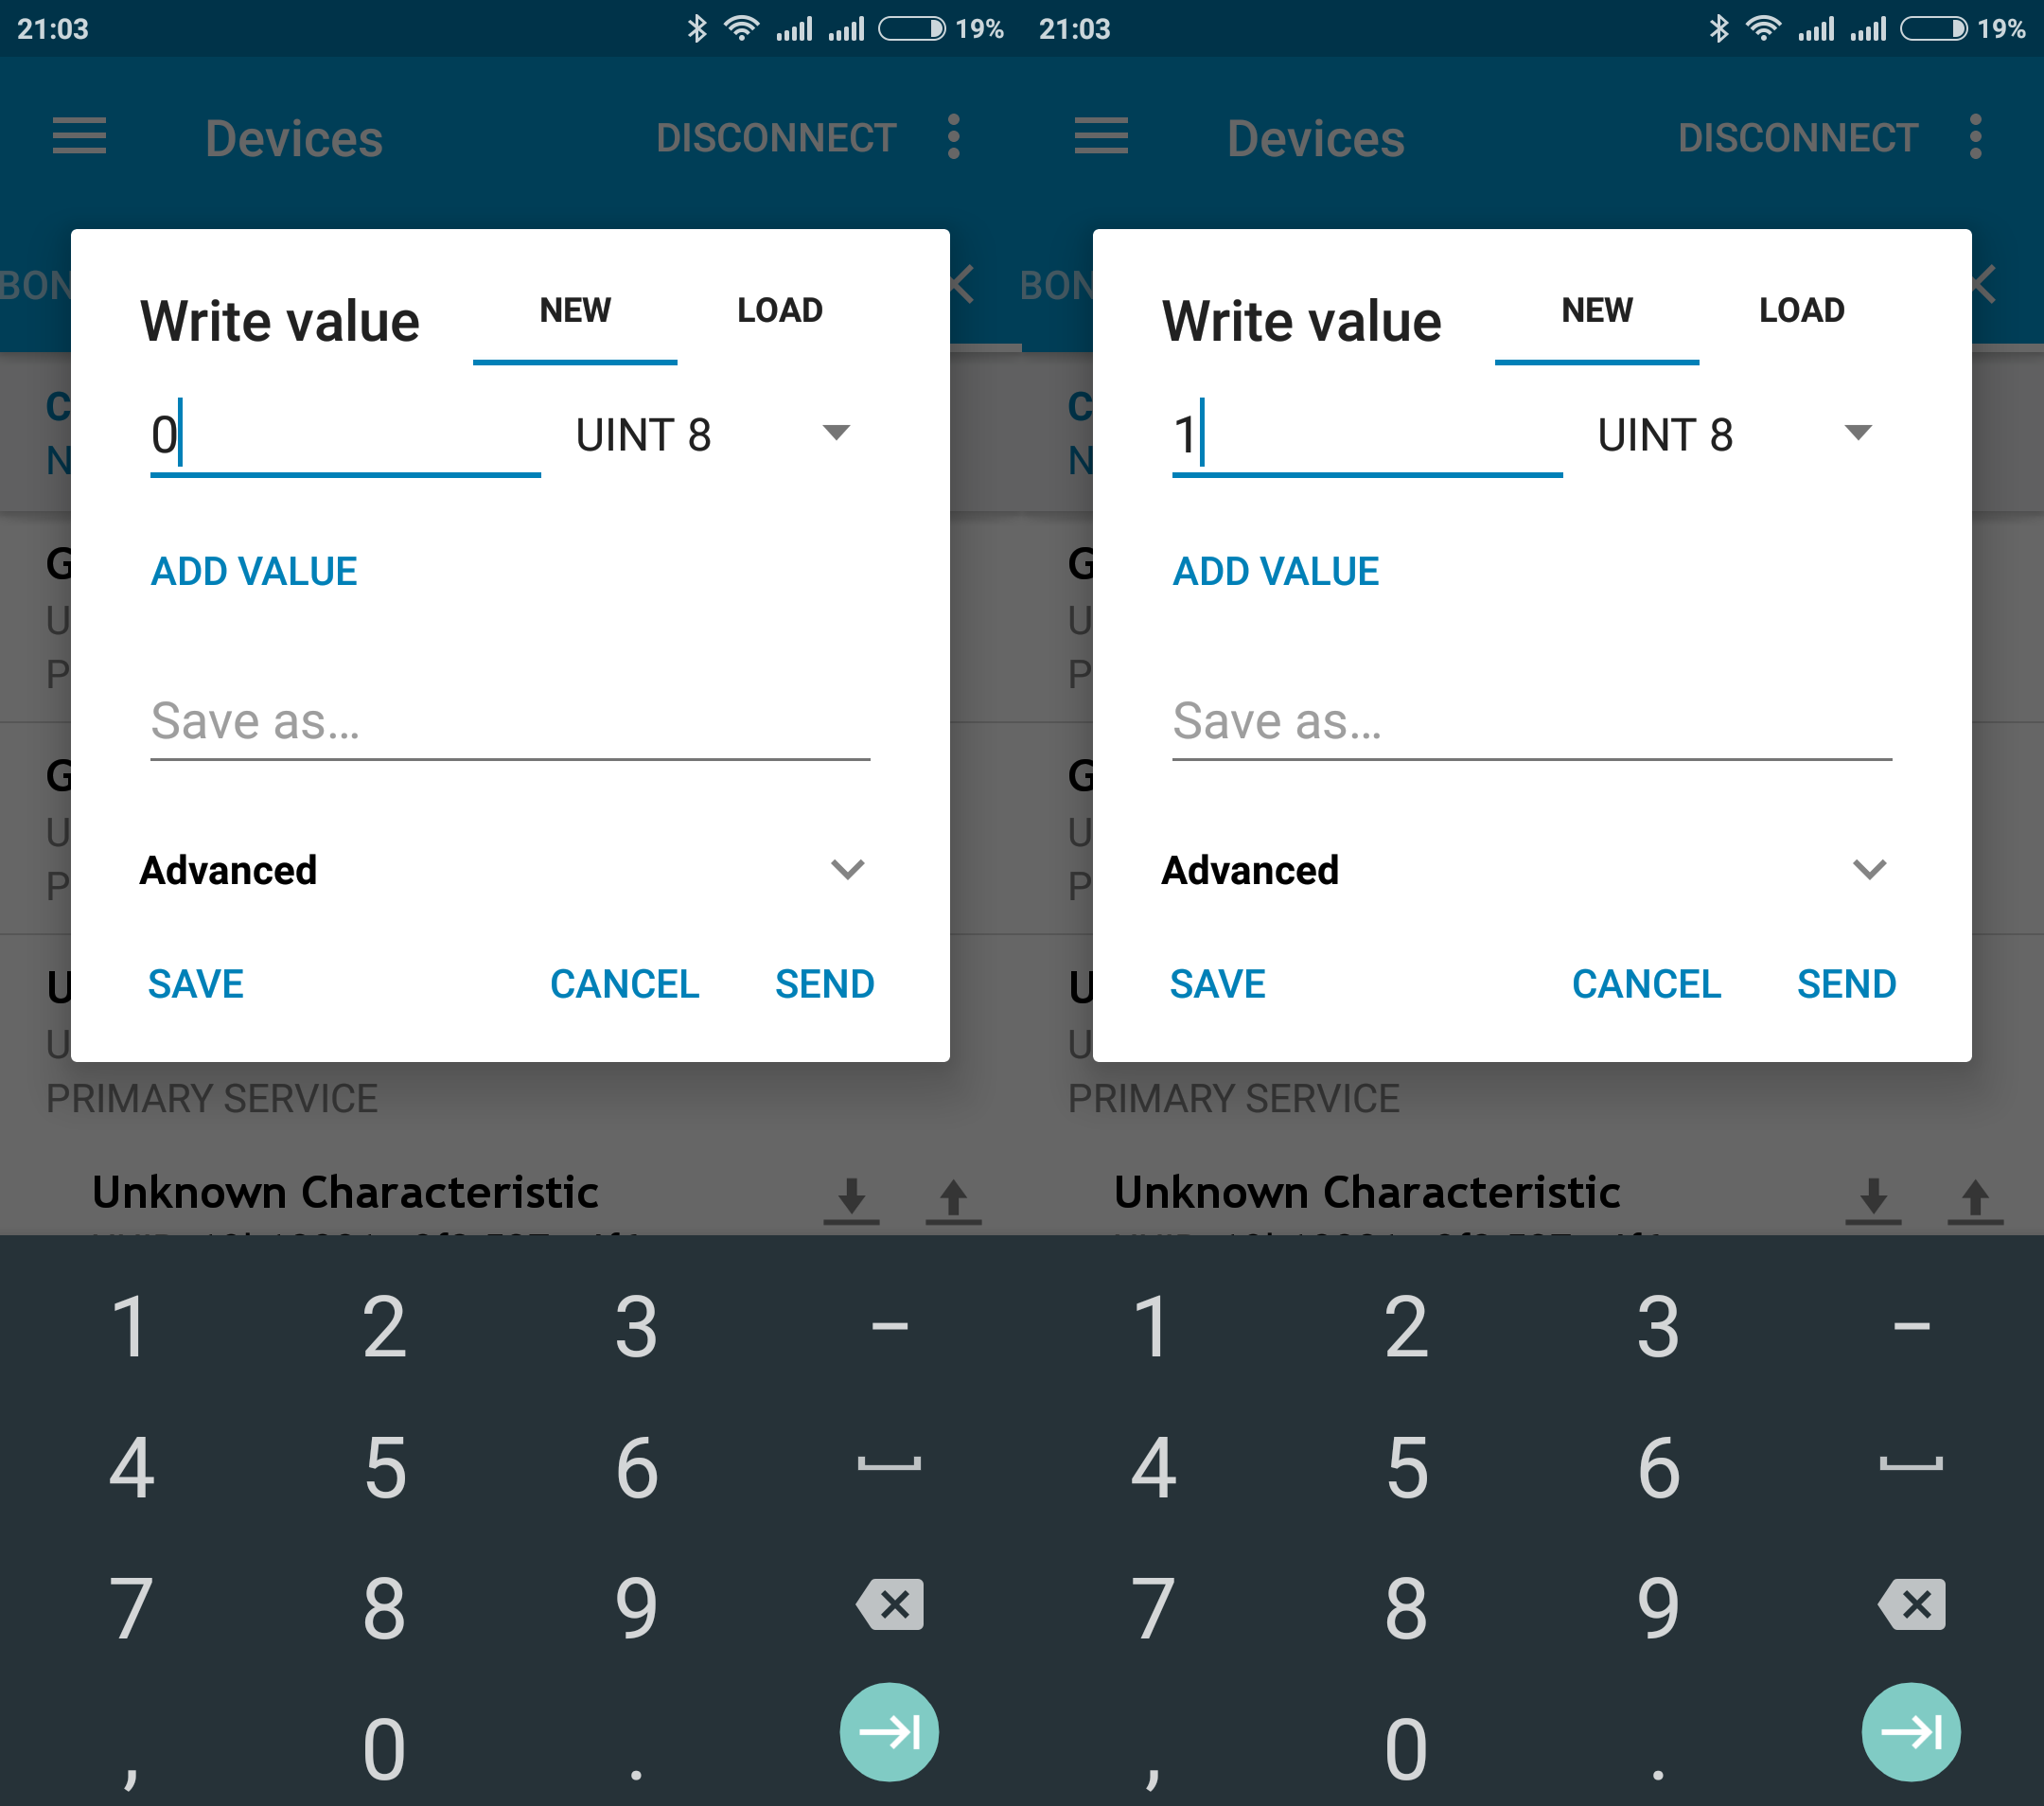 21:03 19%
Devices DISCONNECT
BON
Write value NEW LOAD
C
0 UINT 8
N
ADD VALUE
G
U
P
Save as...
G
U
P
Advanced
SAVE CANCEL SEND
U
U
PRIMARY SERVICE
Unknown Characteristic
1 2 3 -
4 5 6
7 8 9
, 0 .
21:03 19%
Devices DISCONNECT
BON
Write value NEW LOAD
C
1 UINT 8
N
ADD VALUE
G
U
P
Save as...
G
U
P
Advanced
SAVE CANCEL SEND
U
U
PRIMARY SERVICE
Unknown Characteristic
1 2 3 -
4 5 6
7 8 9
, 0 .